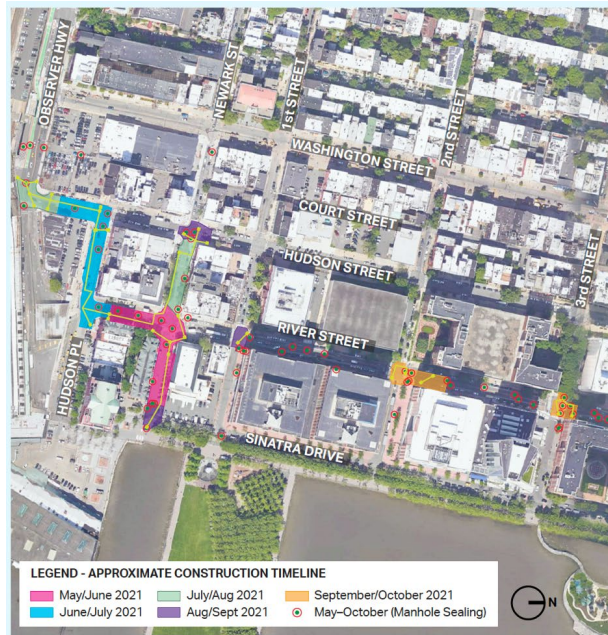 OBSERVER HWY
NEWARK ST
1st STREET
2nd STREET
WASHINGTON STREET
COURT STREET
HUDSON STREET
3rd STREET
RIVER STREET
HUDSON PL
SINATRA DRIVE
LEGEND - APPROXIMATE CONSTRUCTION TIMELINE
May/June 2021
July/Aug 2021
September/October 2021
June/July 2021
Aug/Sept 2021
May–October (Manhole Sealing)
N